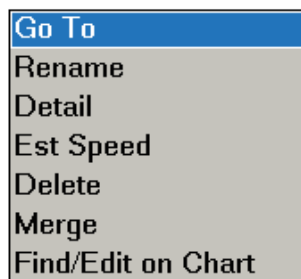 Go To
Rename
Detail
Est Speed
Delete
Merge
Find/Edit on Chart